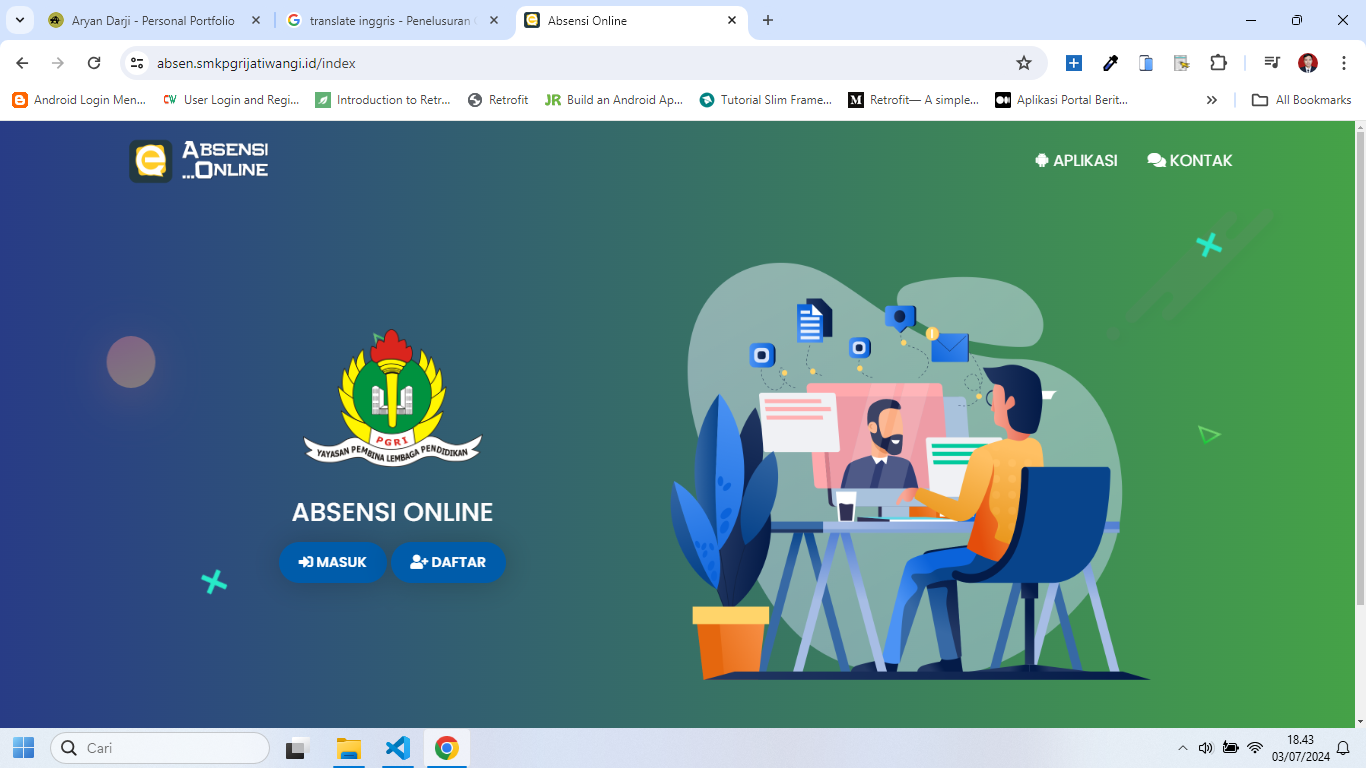 Aryan Darji - Personal Portfolio
translate inggris - Penelusuran
Absensi Online
absen.smkpgrijatiwangi.id/index
Android Login Men...
User Login and Regi...
Introduction to Retr...
Retrofit
Build an Android Ap...
Tutorial Slim Frame...
Retrofit— A simple...
Aplikasi Portal Berit...
All Bookmarks
ABSENSI
...ONLINE
APLIKASI
KONTAK
PGRI
YAYASAN PEMBINA LEMBAGA PENDIDIKAN
ABSENSI ONLINE
MASUK
DAFTAR
Cari
18.43
03/07/2024